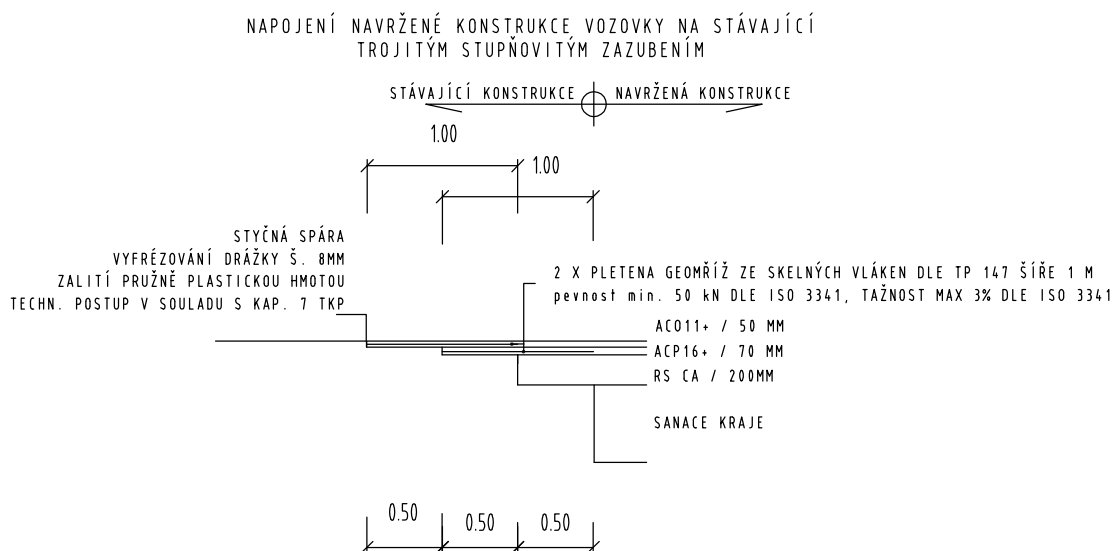 NAPOJENÍ NAVRŽENÉ KONSTRUKCE VOZOVKY NA STÁVAJÍCÍ
TROJITÝM STUPŇOVITÝM ZAZUBENÍM
STÁVAJÍCÍ KONSTRUKCE
NAVRŽENÁ KONSTRUKCE
1.00
1.00
STYČNÁ SPÁRA
VYFRÉZOVÁNÍ DRÁŽKY Š. 8MM
ZALITÍ PRUŽNĚ PLASTICKOU HMOTOU
TECHN. POSTUP V SOULADU S KAP. 7 TKP
2 X PLETENA GEOMŘÍŽ ZE SKELNÝCH VLÁKEN DLE TP 147 ŠÍŘE 1 M
pevnost min. 50 kN DLE ISO 3341, TAŽNOST MAX 3% DLE ISO 3341
ACO11+ / 50 MM
ACP16+ / 70 MM
RS CA / 200MM
SANACE KRAJE
0.50
0.50
0.50